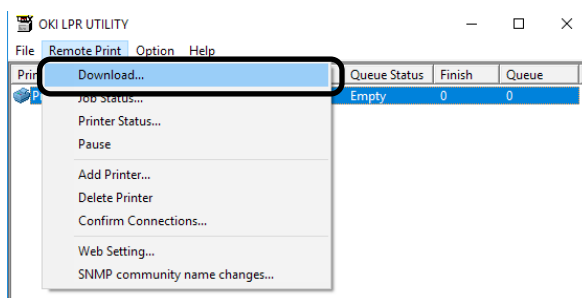 OKI LPR UTILITY
File Remote Print Option Help
Prin Queue Status Finish Queue
Download...
P Empty 0 0
Job Status...
Printer Status...
Pause
Add Printer...
Delete Printer
Confirm Connections...
Web Setting...
SNMP community name changes...